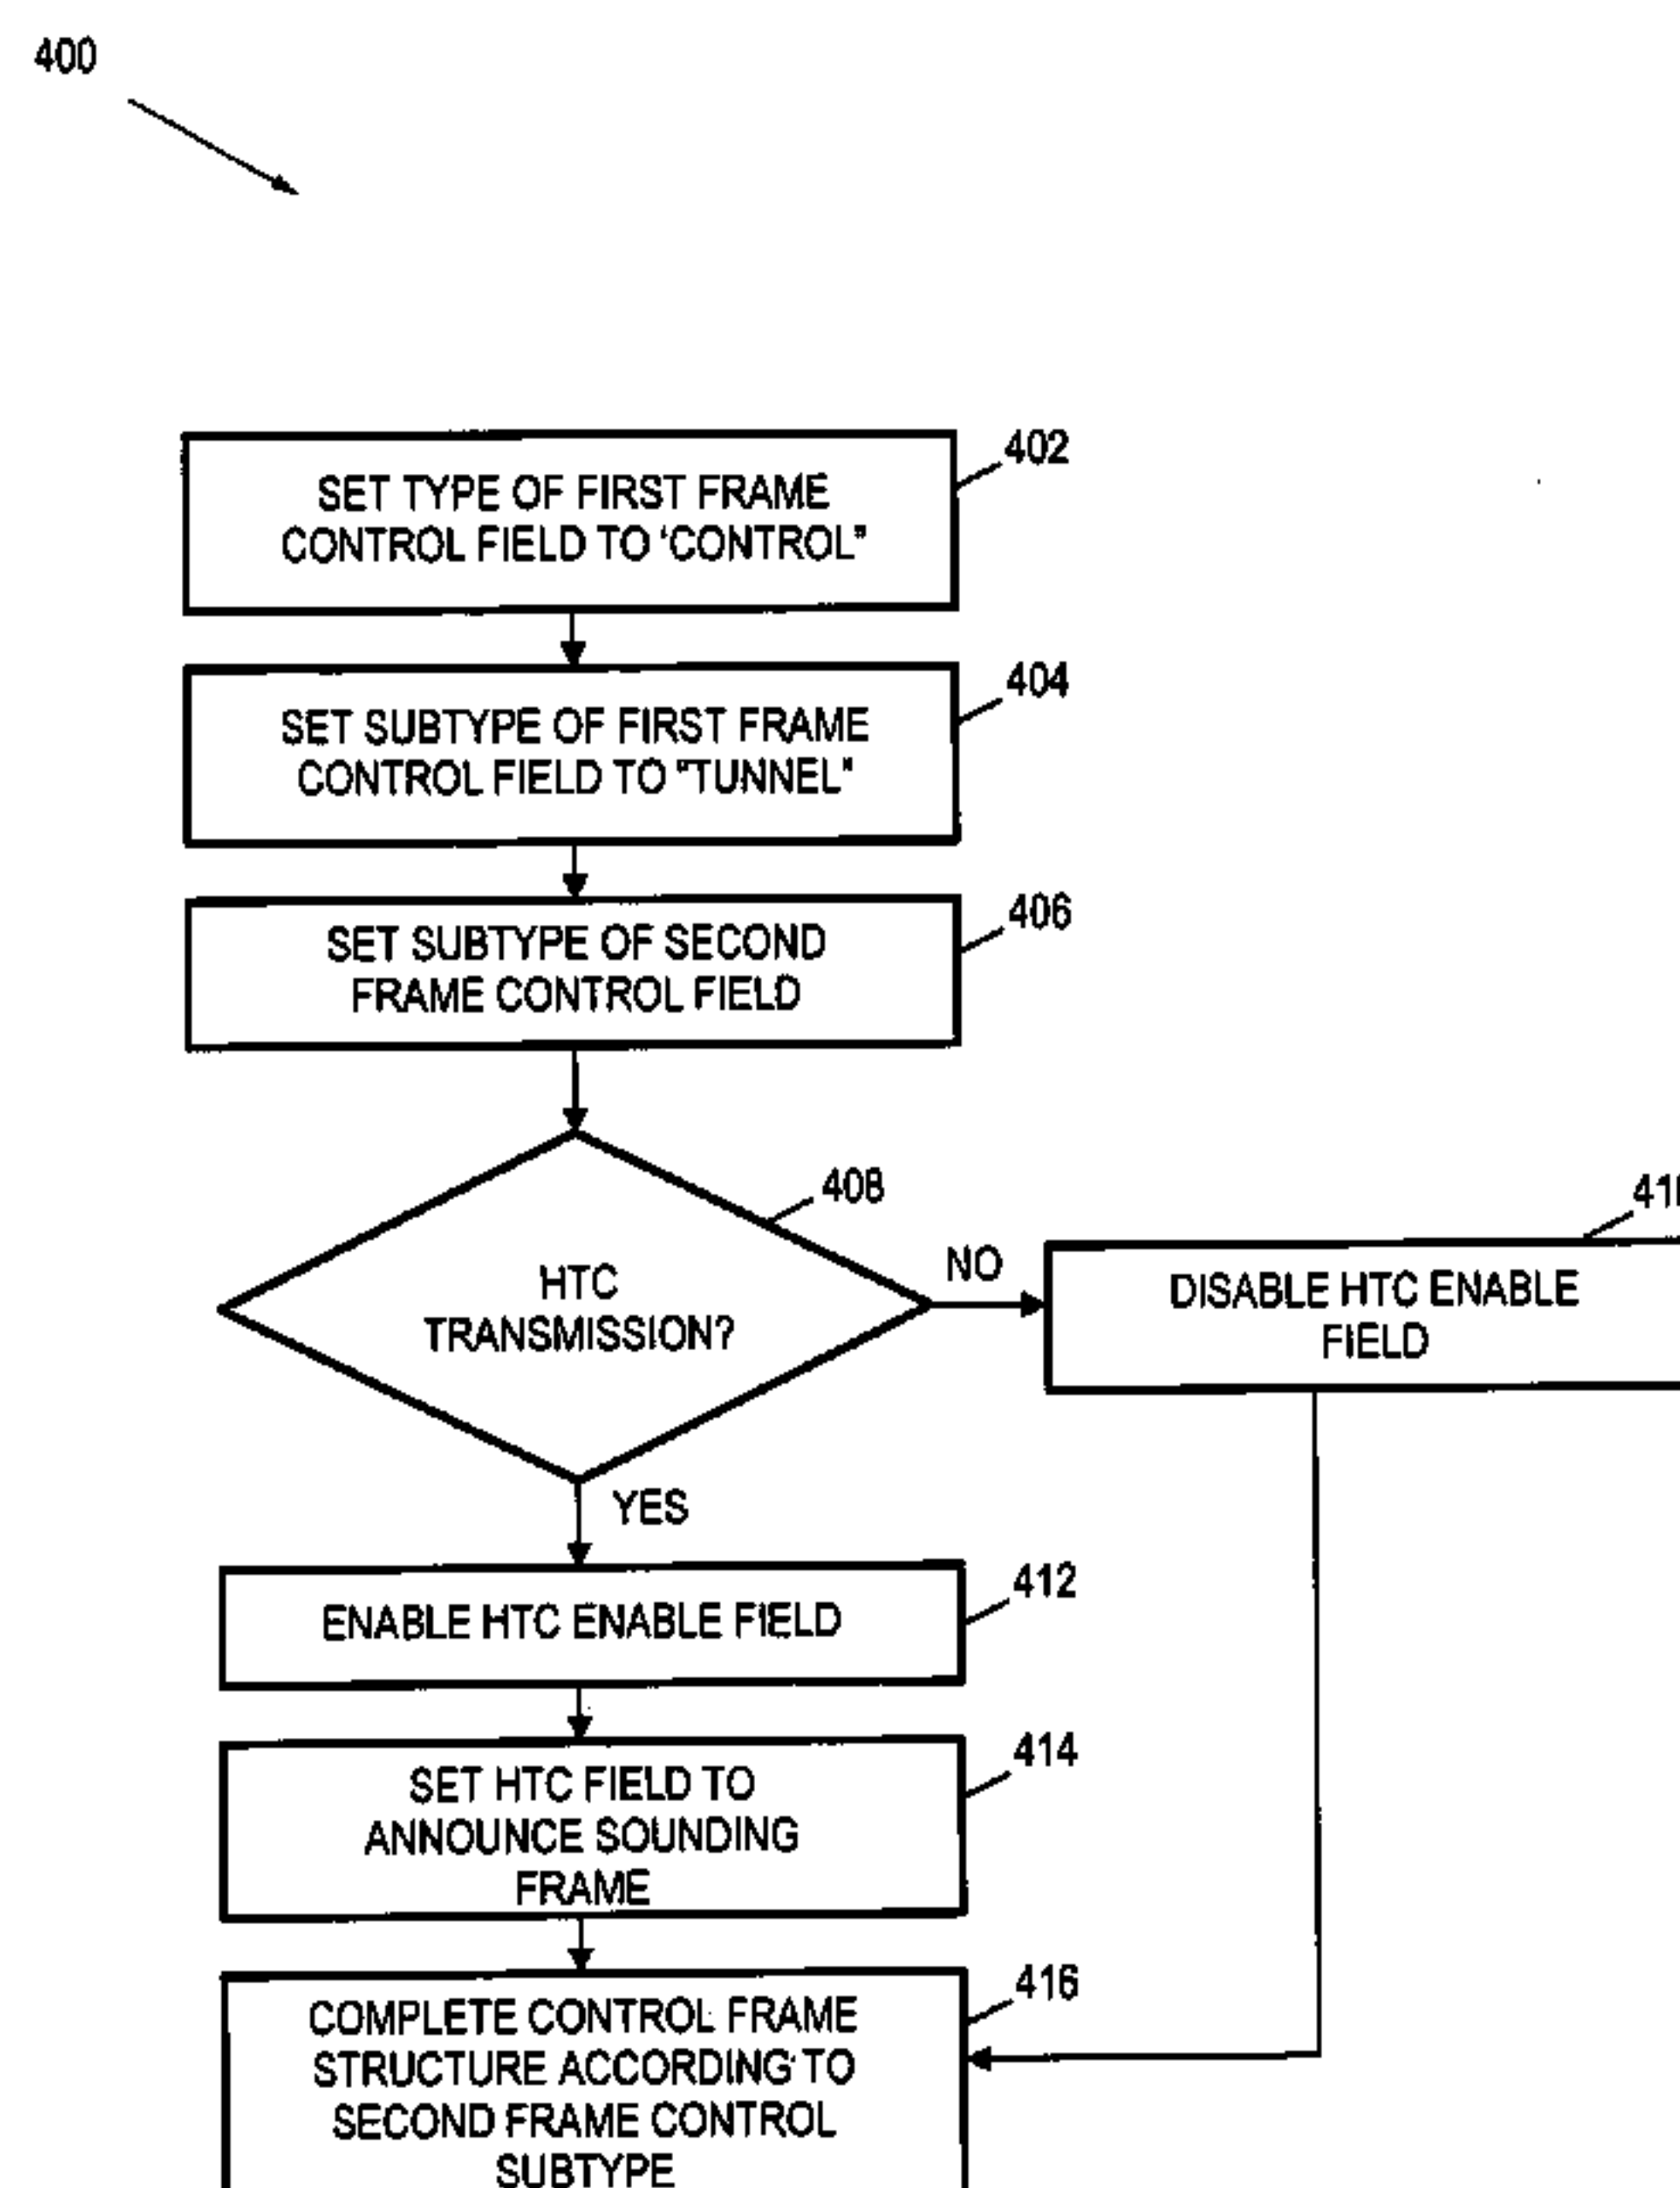 400
402
SET TYPE OF FIRST FRAME
CONTROL FIELD TO 'CONTROL"
404
SET SUBTYPE OF FIRST FRAME
CONTROL FIELD TO "TUNNEL"
406
SET SUBTYPE OF SECOND
FRAME CONTROL FIELD
408
HTC
TRANSMISSION?
NO
DISABLE HTC ENABLE
FIELD
YES
412
ENABLE HTC ENABLE FIELD
414
SET HTC FIELD TO
ANNOUNCE SOUNDING
FRAME
416
COMPLETE CONTROL FRAME
STRUCTURE ACCORDING TO
SECOND FRAME CONTROL
SUBTYPE